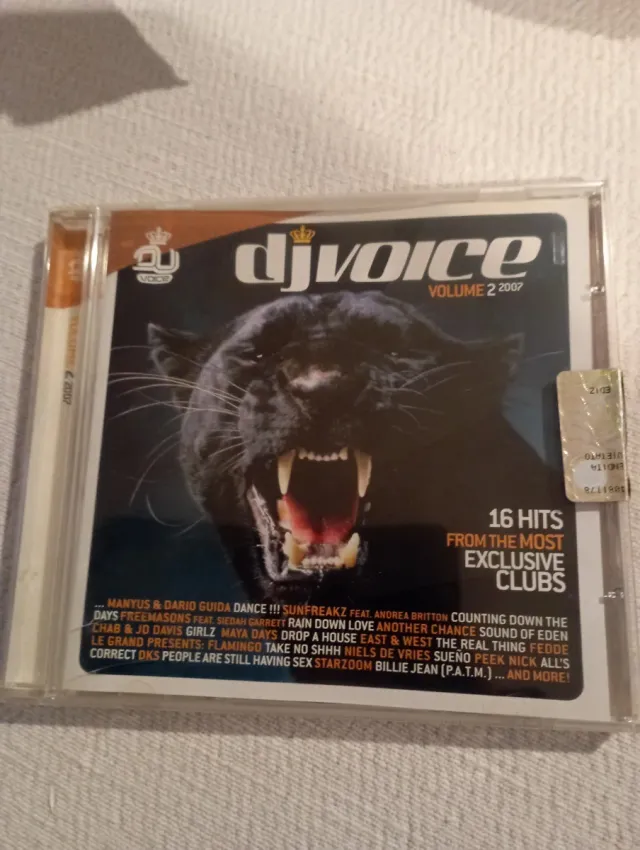 DJ
VOICE
djvoice
VOLUME 2 2007
VOLUME 2 2007
16 HITS
FROM THE MOST
EXCLUSIVE
CLUBS
... MANYUS & DARIO GUIDA DANCE !!! SUNFREAKZ FEAT. ANDREA BRITTON COUNTING DOWN THE
DAYS FREEMASONS FEAT. SIEDAH GARRETT RAIN DOWN LOVE ANOTHER CHANCE SOUND OF EDEN
CHAB & JD DAVIS GIRLZ MAYA DAYS DROP A HOUSE EAST & WEST THE REAL THING FEDDE
LE GRAND PRESENTS: FLAMINGO TAKE NO SHHH NIELS DE VRIES SUEÑO PEEK NICK ALL'S
CORRECT DKS PEOPLE ARE STILL HAVING SEX STARZOOM BILLIE JEAN (P.A.T.M.) ... AND MORE!